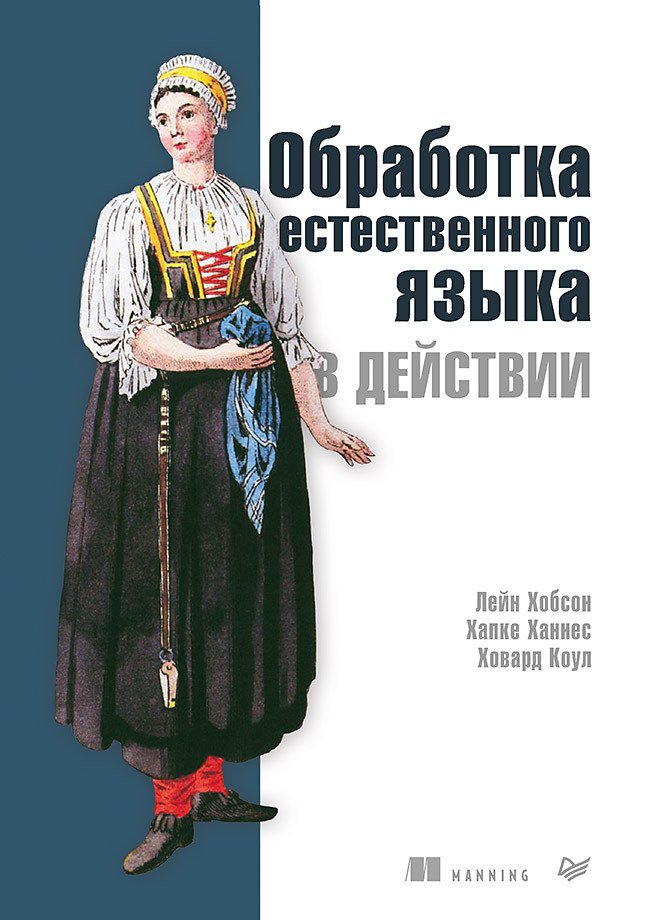 Обработка
естественного
языка
в действии
Лейн Хобсон
Хапке Ханнес
Ховард Коул
MANNING